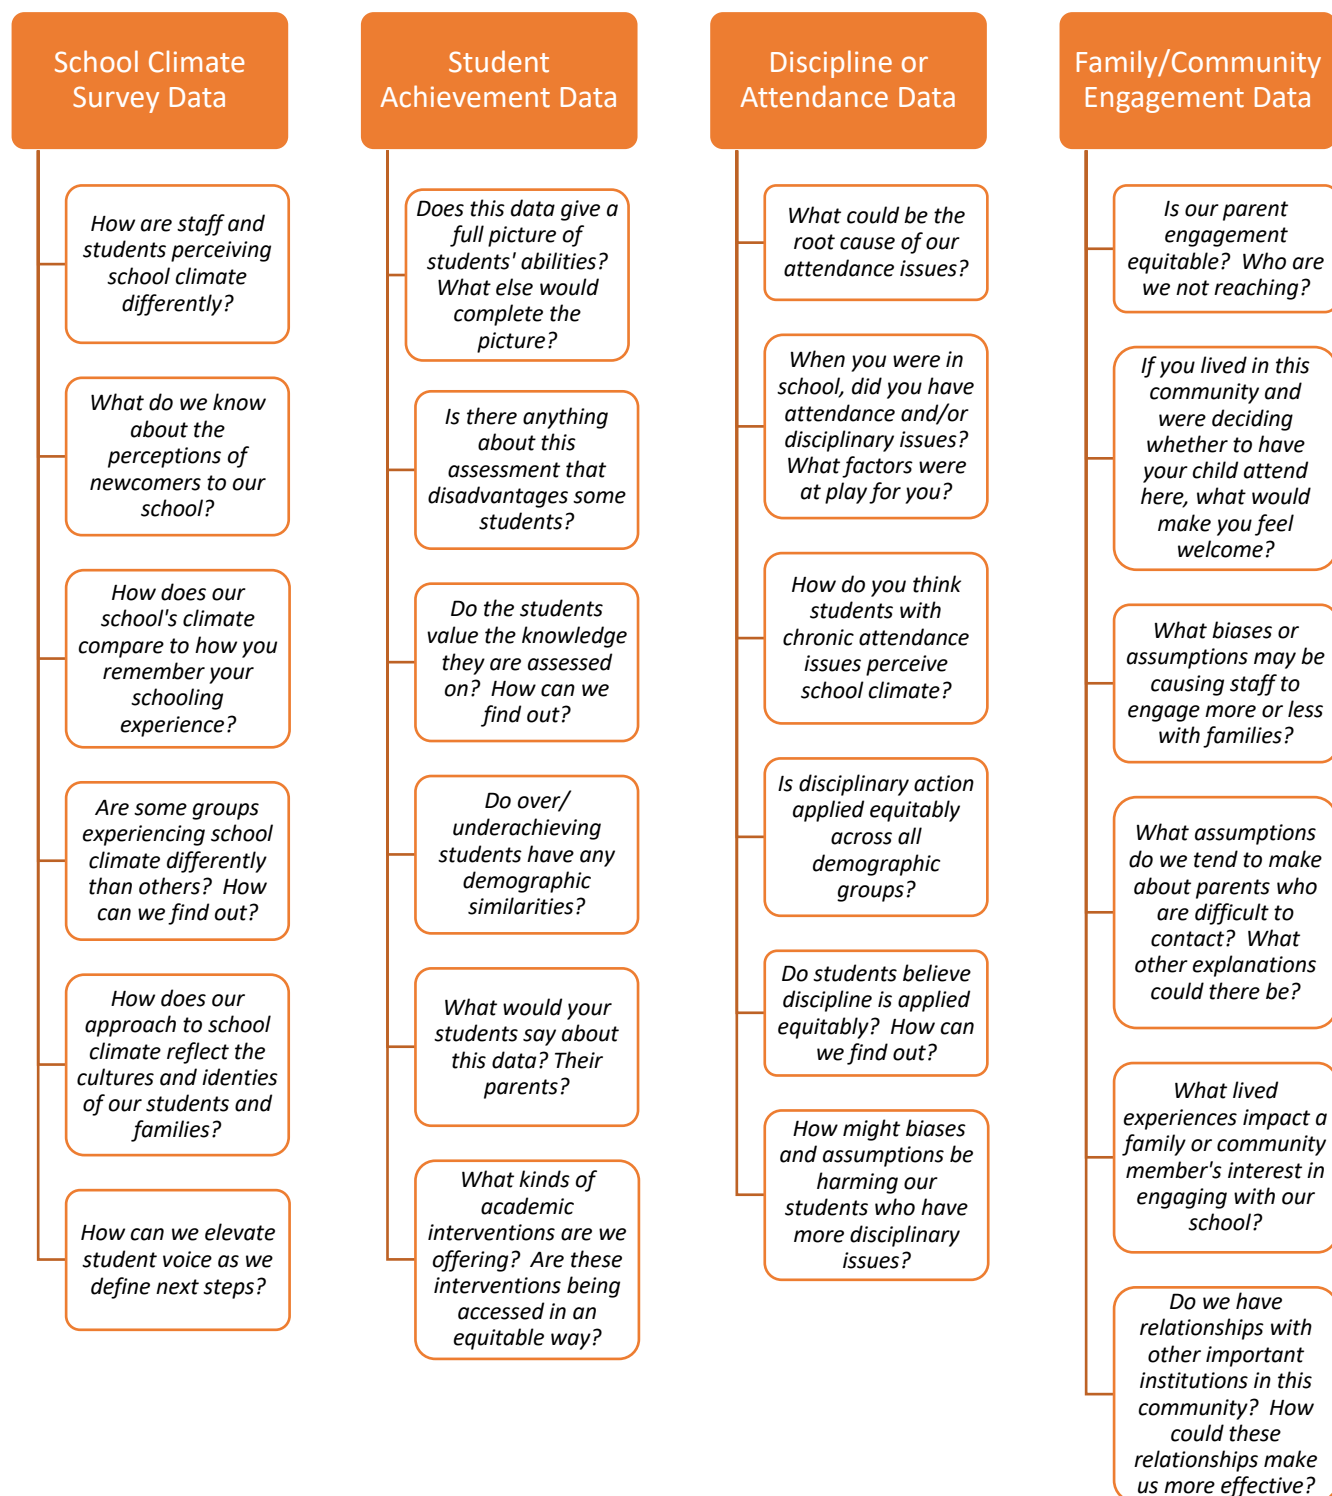 School Climate
Survey Data
How are staff and
students perceiving
school climate
differently?
What do we know
about the
perceptions of
newcomers to our
school?
How does our
school's climate
compare to how you
remember your
schooling
experience?
Are some groups
experiencing school
climate differently
than others?  How
can we find out?
How does our
approach to school
climate reflect the
cultures and identies
of our students and
families?
How can we elevate
student voice as we
define next steps?
Student
Achievement Data
Does this data give a
full picture of
students' abilities?
What else would
complete the
picture?
Is there anything
about this
assessment that
disadvantages some
students?
Do the students
value the knowledge
they are assessed
on?  How can we
find out?
Do over/
underachieving
students have any
demographic
similarities?
What would your
students say about
this data? Their
parents?
What kinds of
academic
interventions are we
offering?  Are these
interventions being
accessed in an
equitable way?
Discipline or
Attendance Data
What could be the
root cause of our
attendance issues?
When you were in
school, did you have
attendance and/or
disciplinary issues?
What factors were
at play for you?
How do you think
students with
chronic attendance
issues perceive
school climate?
Is disciplinary action
applied equitably
across all
demographic
groups?
Do students believe
discipline is applied
equitably?  How can
we find out?
How might biases
and assumptions be
harming our
students who have
more disciplinary
issues?
Family/Community
Engagement Data
Is our parent
engagement
equitable?  Who are
we not reaching?
If you lived in this
community and
were deciding
whether to have
your child attend
here, what would
make you feel
welcome?
What biases or
assumptions may be
causing staff to
engage more or less
with families?
What assumptions
do we tend to make
about parents who
are difficult to
contact?  What
other explanations
could there be?
What lived
experiences impact a
family or community
member's interest in
engaging with our
school?
Do we have
relationships with
other important
institutions in this
community?  How
could these
relationships make
us more effective?